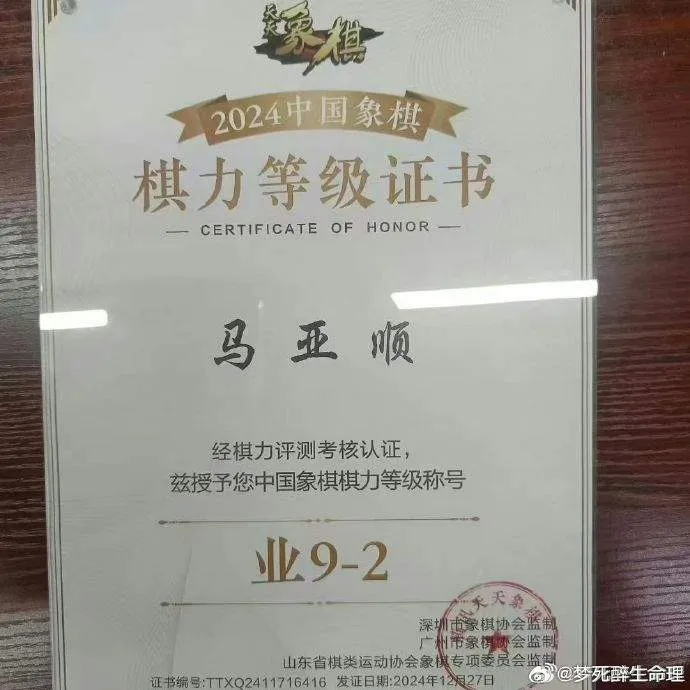 天天象棋
2024中国象棋
棋力等级证书
CERTIFICATE OF HONOR
马亚顺
经棋力评测考核认证，
兹授予您中国象棋棋力等级称号
业9-2
天天象棋
深圳市象棋协会监制
广州市象棋协会监制
山东省棋类运动协会象棋专项委员会监制
证书编号:TTXQ2411716416 发证日期:2024年12月27日
@梦死醉生命理